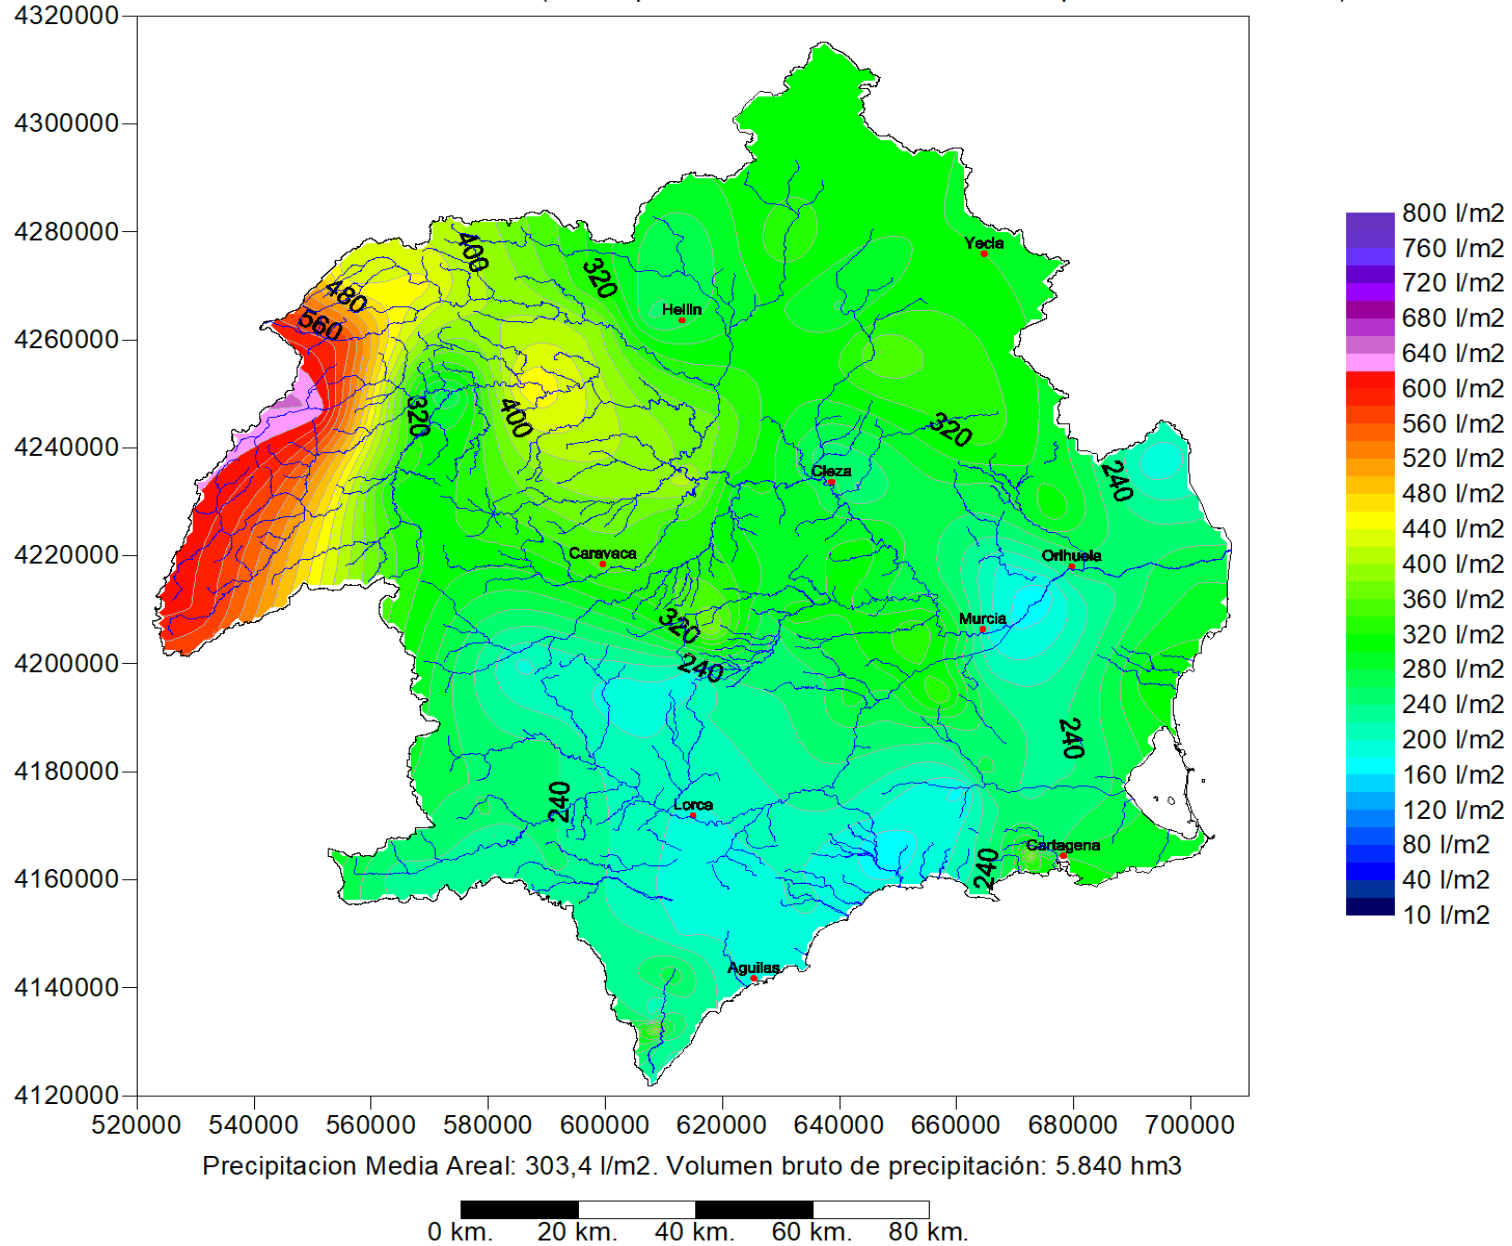 4320000
4300000
4280000
4260000
4240000
4220000
4200000
4180000
4160000
4140000
4120000
520000 540000 560000 580000 600000 620000 640000 660000 680000 700000
400
480
560
320
320
400
320
240
320
240
240
240
240
Yecla
Hellin
Cieza
Caravaca
Orihuela
Murcia
Lorca
Cartagena
Aguilas
800 l/m2
760 l/m2
720 l/m2
680 l/m2
640 l/m2
600 l/m2
560 l/m2
520 l/m2
480 l/m2
440 l/m2
400 l/m2
360 l/m2
320 l/m2
280 l/m2
240 l/m2
200 l/m2
160 l/m2
120 l/m2
80 l/m2
40 l/m2
10 l/m2
Precipitacion Media Areal: 303,4 l/m2. Volumen bruto de precipitación: 5.840 hm3
0 km. 20 km. 40 km. 60 km. 80 km.